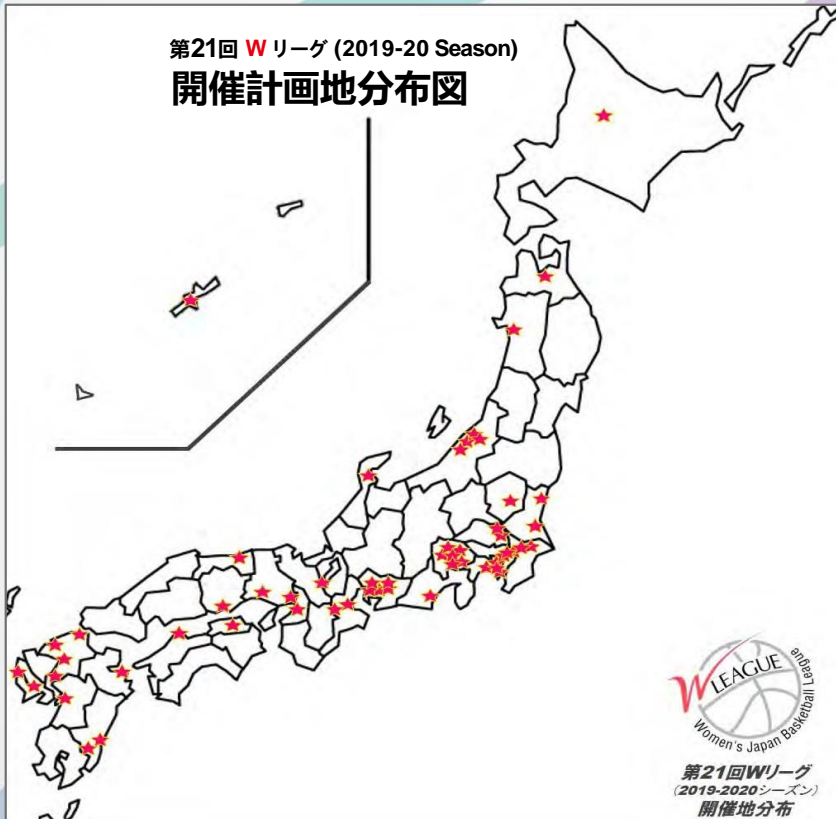 第21回 W リーグ (2019-20 Season)
開催計画地分布図
W LEAGUE
Women's Japan Basketball League
第21回Wリーグ
(2019-2020シーズン)
開催地分布